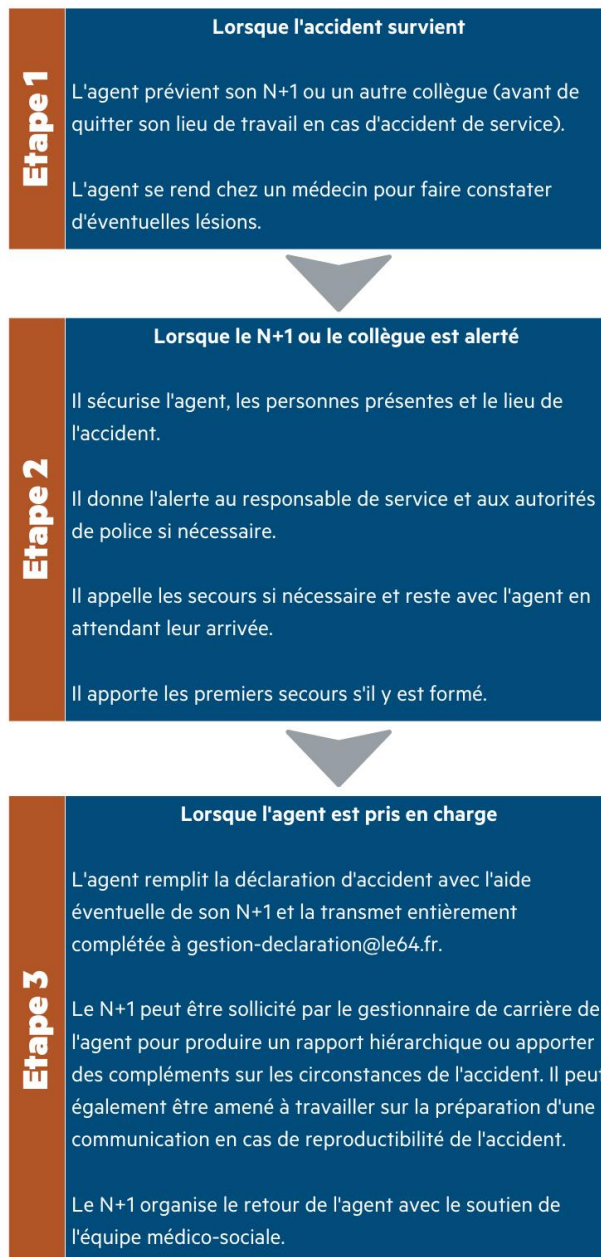 Etape 1
Lorsque l'accident survient
L'agent prévient son N+1 ou un autre collègue (avant de
quitter son lieu de travail en cas d'accident de service).
L'agent se rend chez un médecin pour faire constater
d'éventuelles lésions.
Etape 2
Lorsque le N+1 ou le collègue est alerté
Il sécurise l'agent, les personnes présentes et le lieu de
l'accident.
Il donne l'alerte au responsable de service et aux autorités
de police si nécessaire.
Il appelle les secours si nécessaire et reste avec l'agent en
attendant leur arrivée.
Il apporte les premiers secours s'il y est formé.
Etape 3
Lorsque l'agent est pris en charge
L'agent remplit la déclaration d'accident avec l'aide
éventuelle de son N+1 et la transmet entièrement
complétée à gestion-declaration@le64.fr.
Le N+1 peut être sollicité par le gestionnaire de carrière de
l'agent pour produire un rapport hiérarchique ou apporter
des compléments sur les circonstances de l'accident. Il peut
également être amené à travailler sur la préparation d'une
communication en cas de reproductibilité de l'accident.
Le N+1 organise le retour de l'agent avec le soutien de
l'équipe médico-sociale.